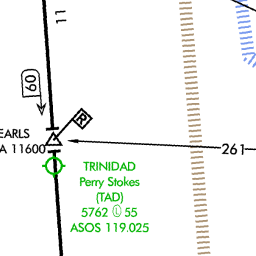 11
60
R
EARLS
A 11600
261
TRINIDAD
Perry Stokes
(TAD)
5762 Ⓛ 55
ASOS 119.025